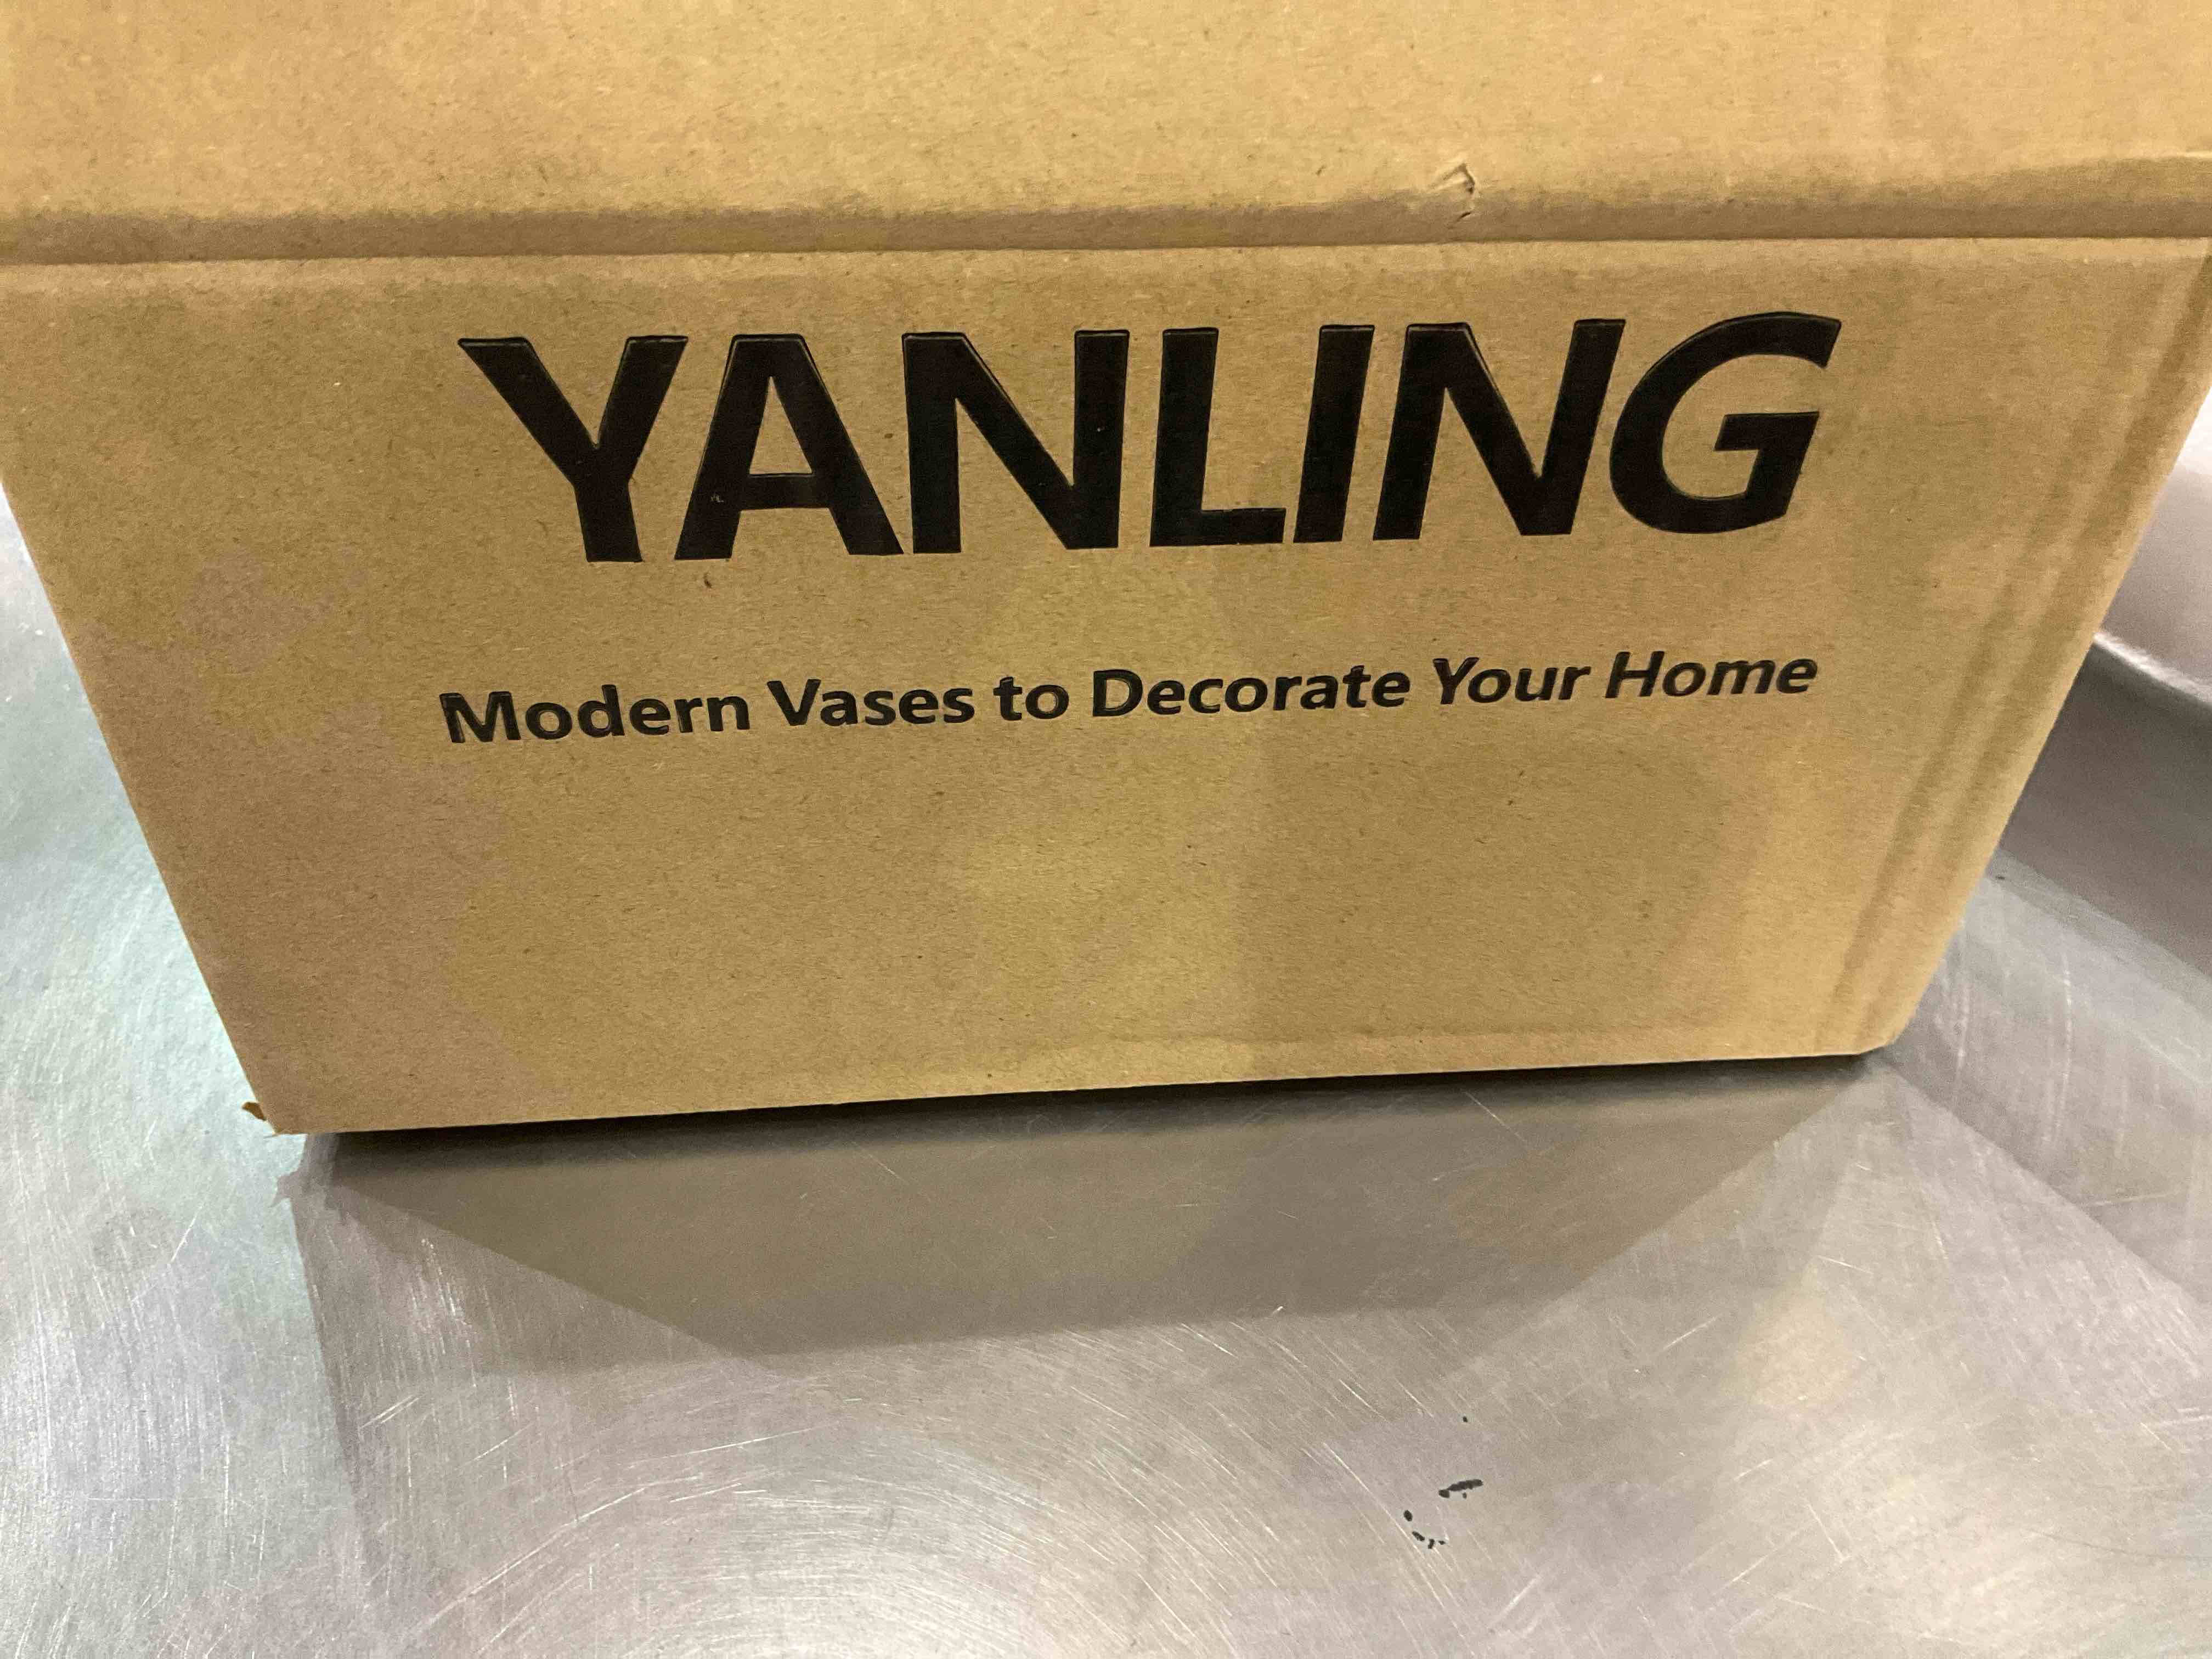 YANLING
Modern Vases to Decorate Your Home